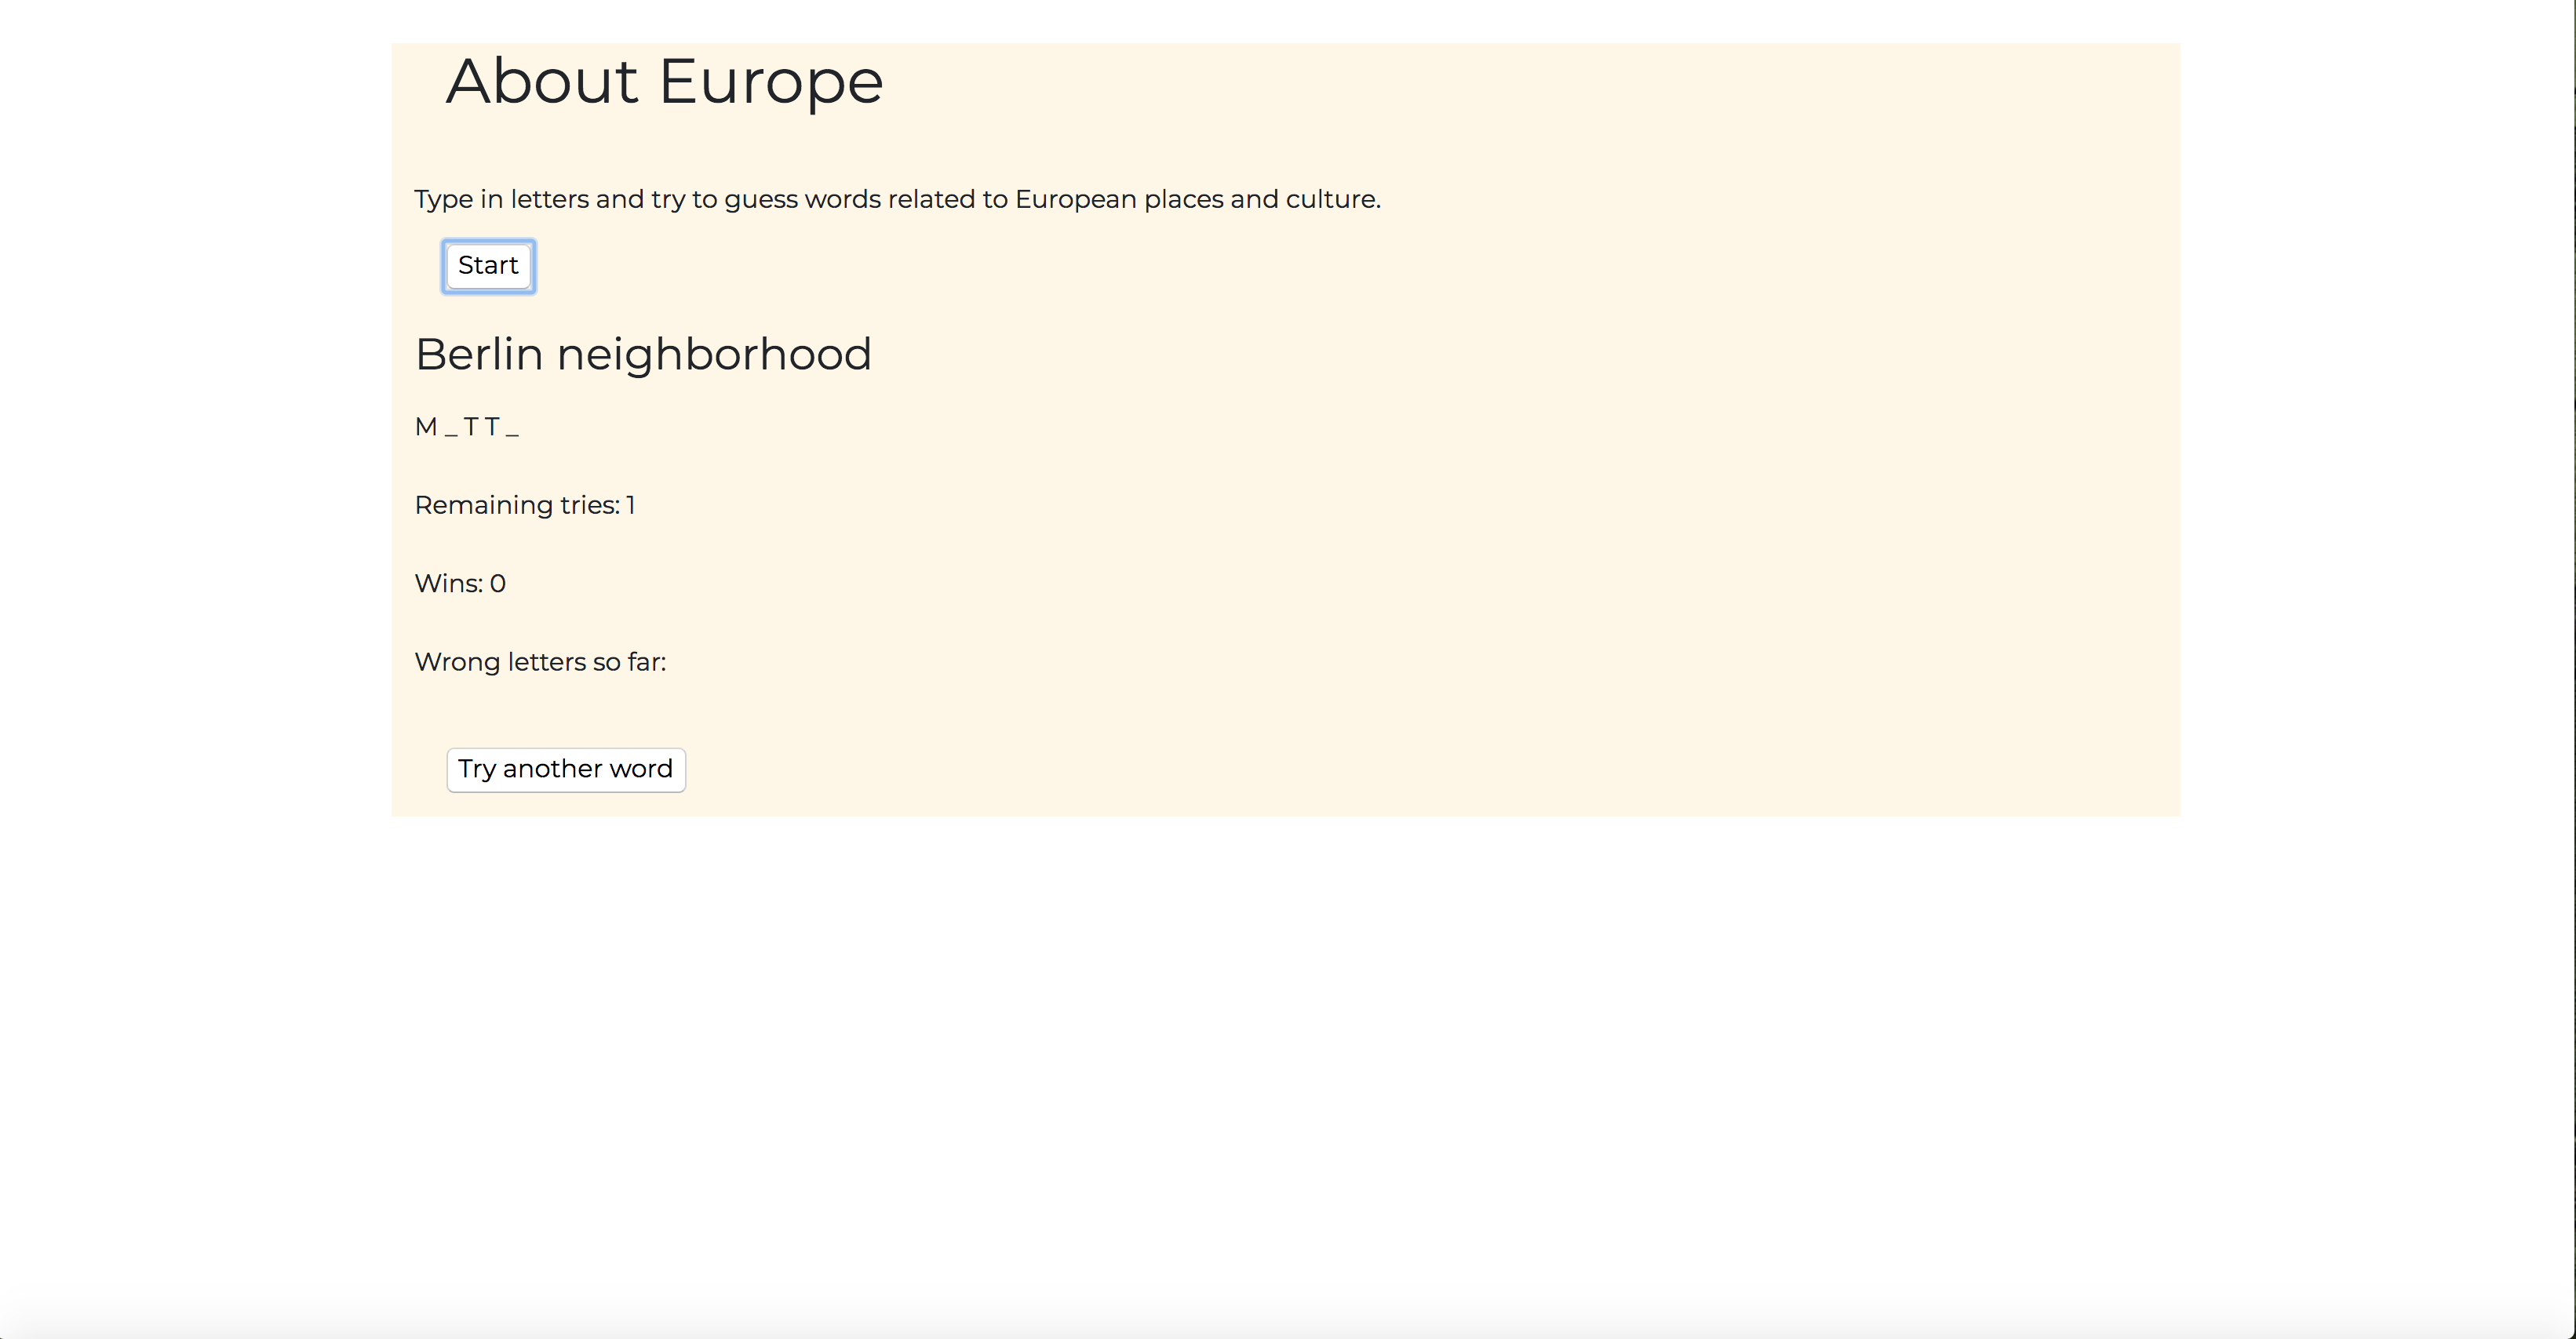 About Europe
Type in letters and try to guess words related to European places and culture.
Start
Berlin neighborhood
M _ T T _
Remaining tries: 1
Wins: 0
Wrong letters so far:
Try another word